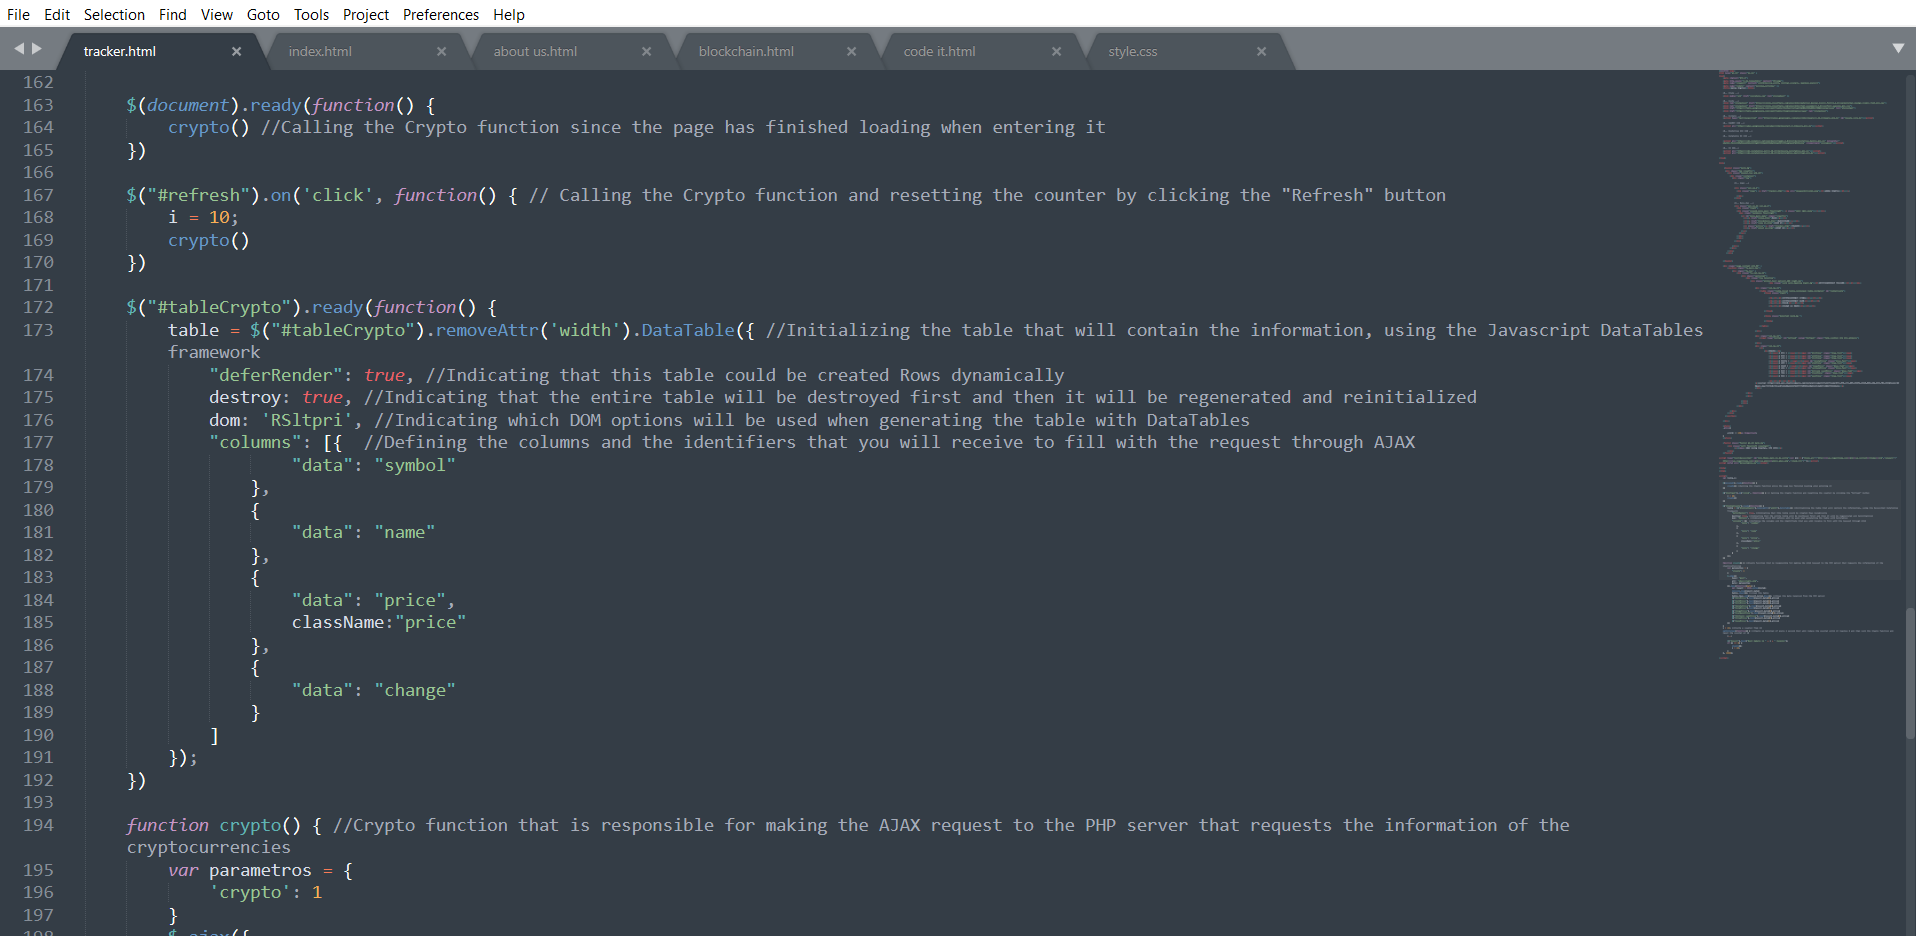 File Edit Selection Find View Goto Tools Project Preferences Help
tracker.html × index.html × about us.html × blockchain.html × code it.html × style.css ×
162
163 $(document).ready(function() {
164 crypto() //Calling the Crypto function since the page has finished loading when entering it
165 })
166
167 $("#refresh").on('click', function() { // Calling the Crypto function and resetting the counter by clicking the "Refresh" button
168 i = 10;
169 crypto()
170 })
171
172 $("#tableCrypto").ready(function() {
173 table = $("#tableCrypto").removeAttr('width').DataTable({ //Initializing the table that will contain the information, using the Javascript DataTables
framework
174 "deferRender": true, //Indicating that this table could be created Rows dynamically
175 destroy: true, //Indicating that the entire table will be destroyed first and then it will be regenerated and reinitialized
176 dom: 'RSltpri', //Indicating which DOM options will be used when generating the table with DataTables
177 "columns": [{ //Defining the columns and the identifiers that you will receive to fill with the request through AJAX
178 "data": "symbol"
179 },
180 {
181 "data": "name"
182 },
183 {
184 "data": "price",
185 className:"price"
186 },
187 {
188 "data": "change"
189 }
190 ]
191 });
192 })
193
194 function crypto() { //Crypto function that is responsible for making the AJAX request to the PHP server that requests the information of the
cryptocurrencies
195 var parametros = {
196 'crypto': 1
197 }
198 $.ajax({